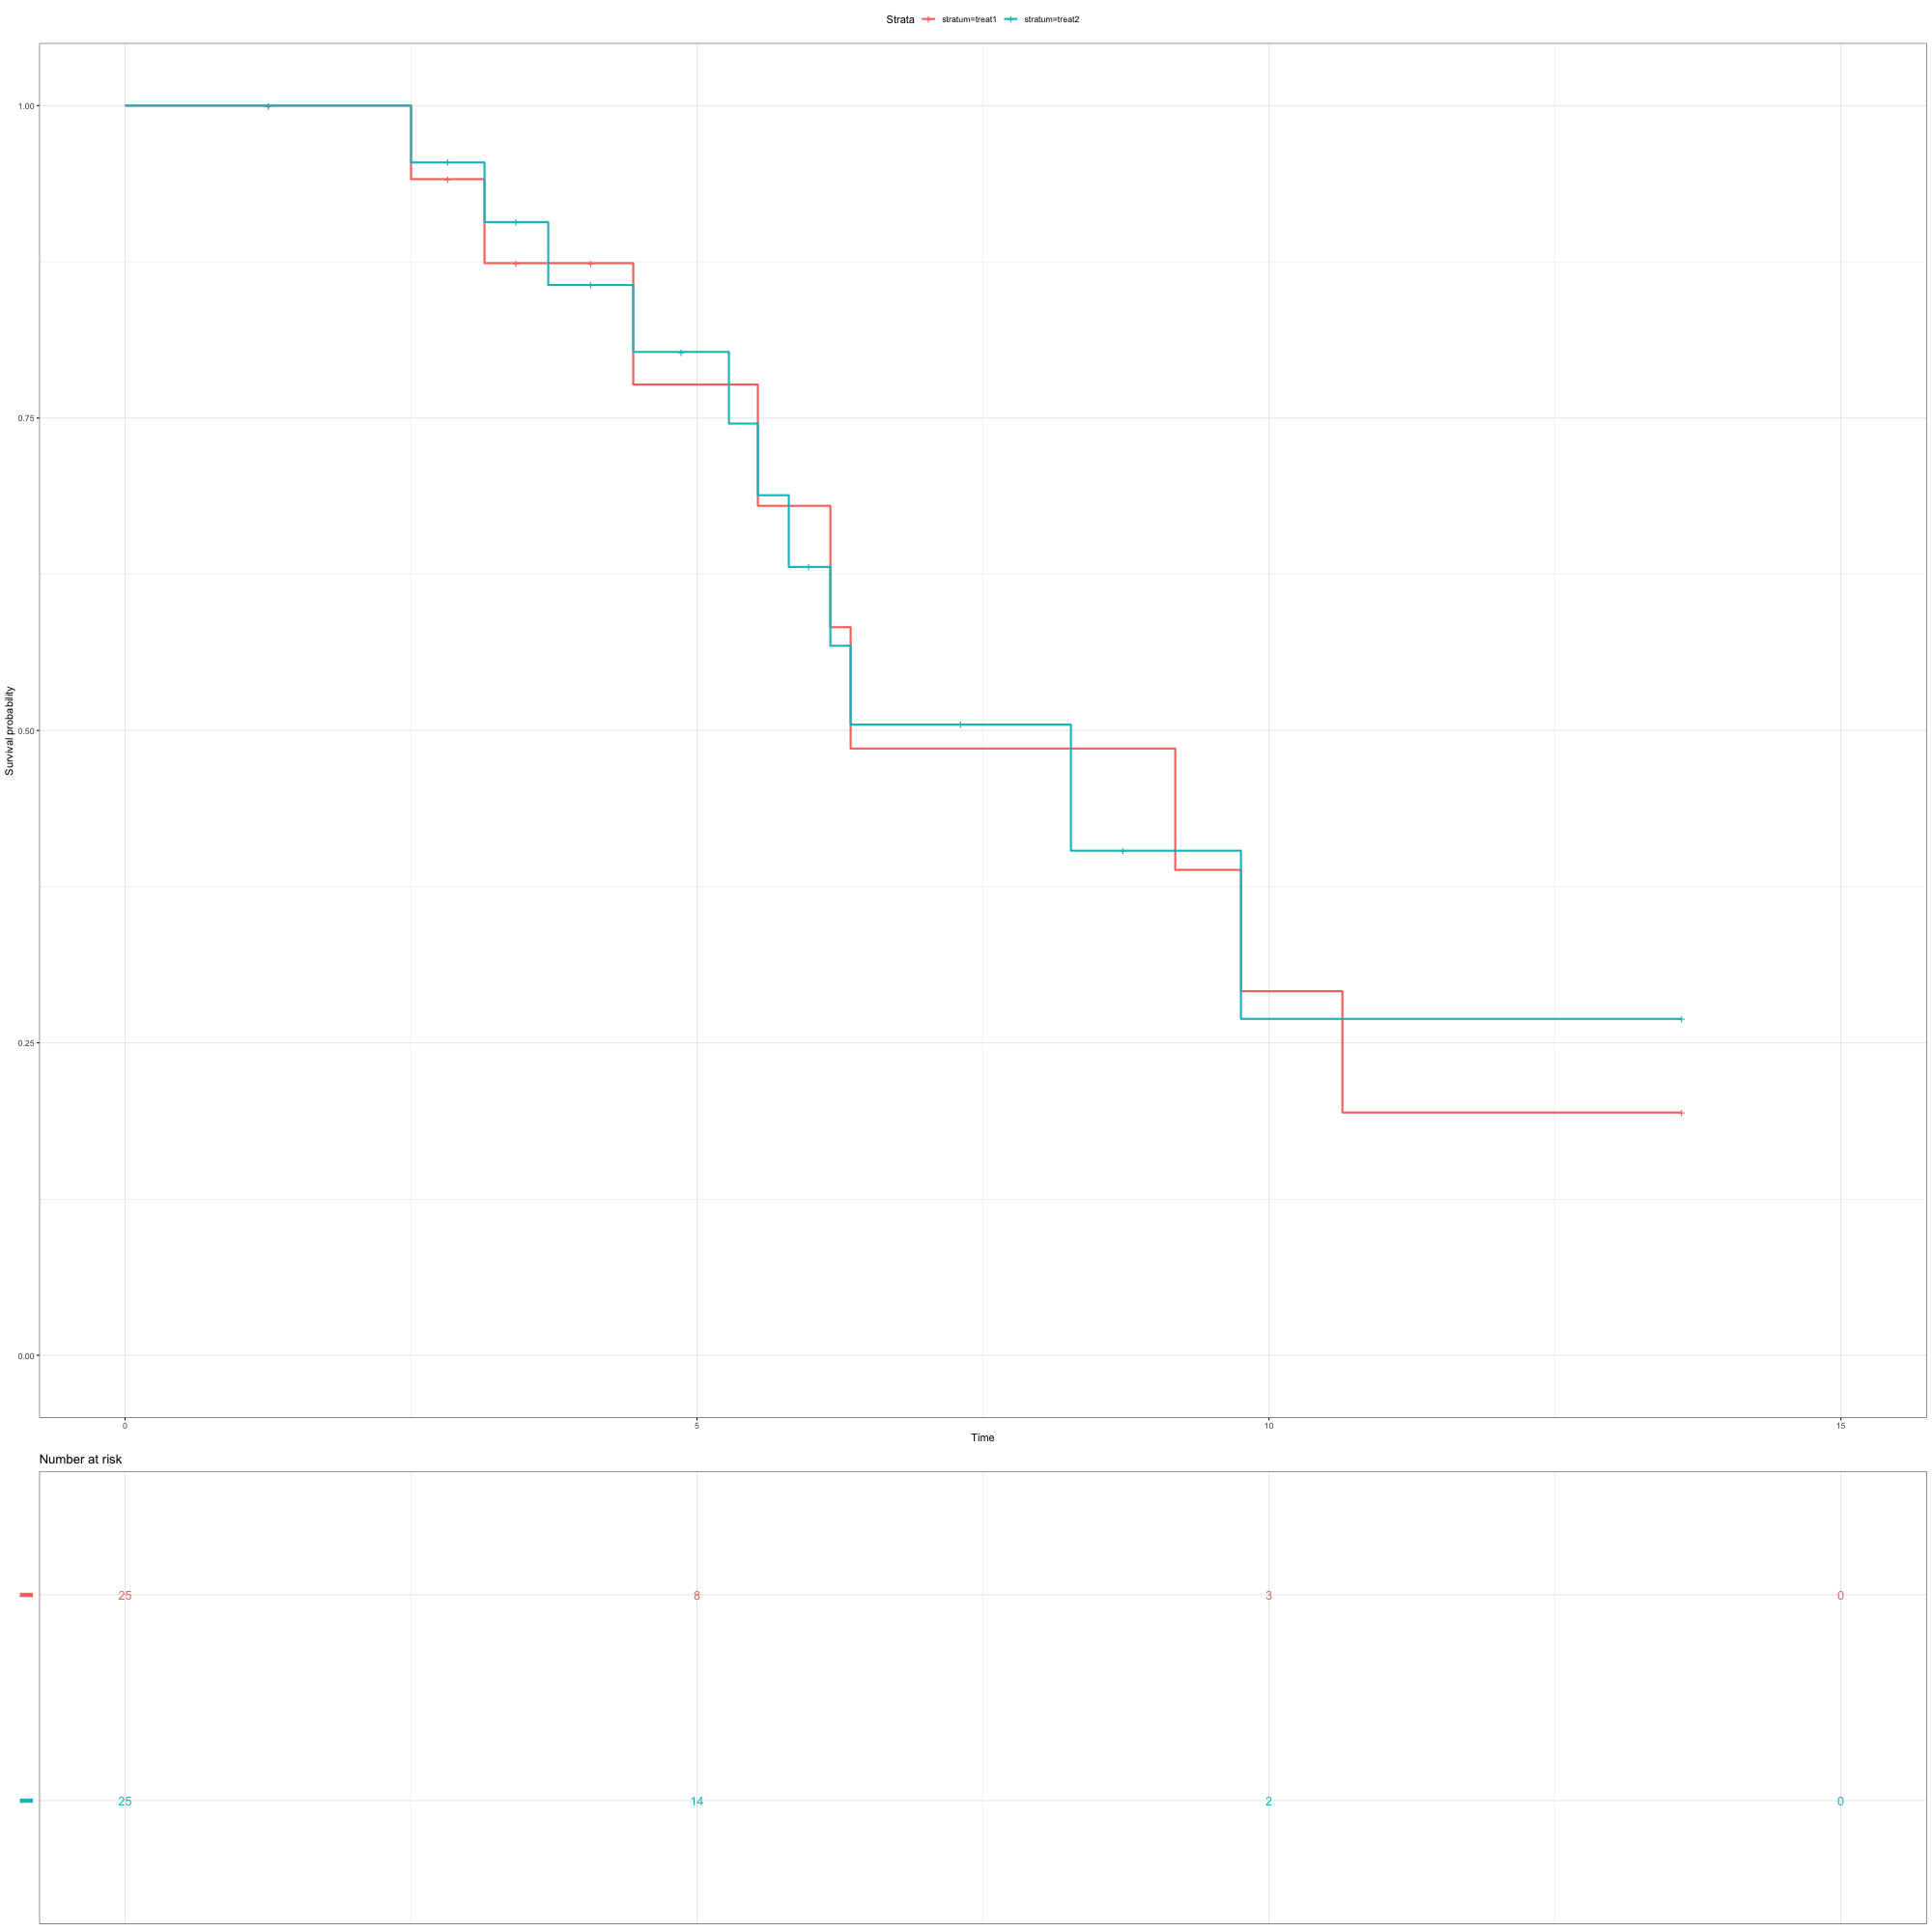 Strata stratum=treat1 stratum=treat2
1.00
0.75
0.50
0.25
0.00
Survival probability
0 5 10 15
Time
Number at risk
25 8 3 0
25 14 2 0